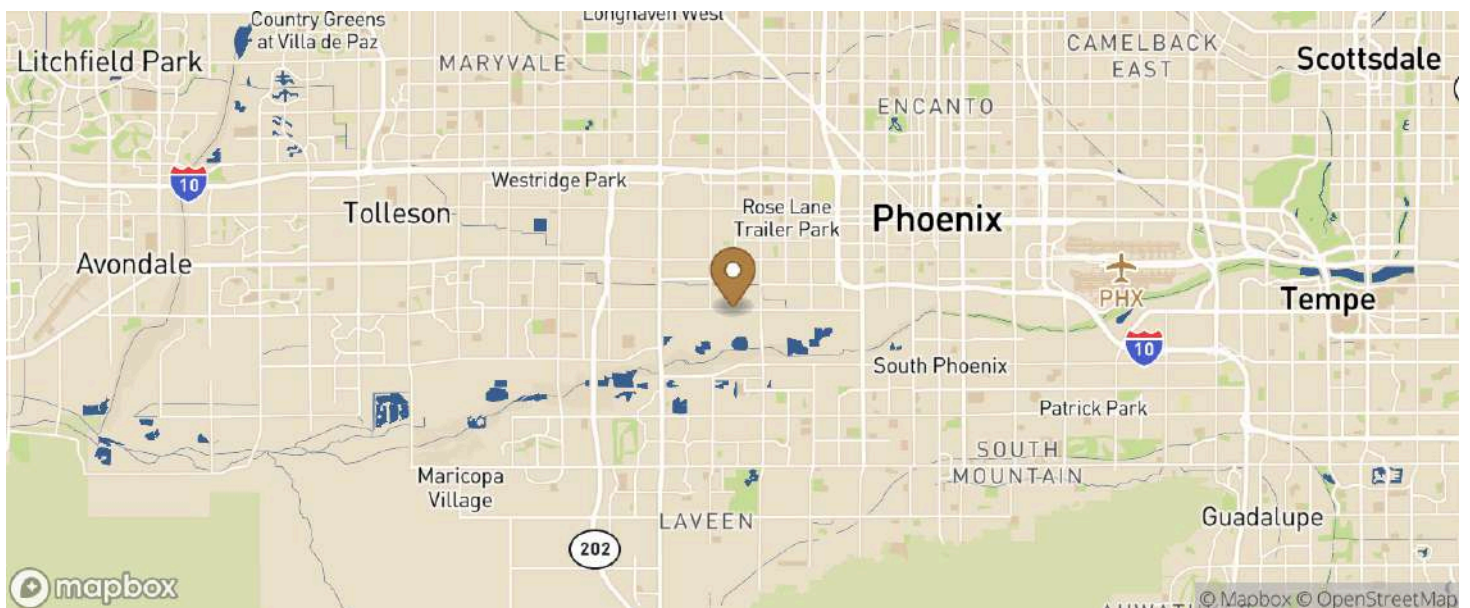 Country Greens
at Villa de Paz
Longhaven West
Litchfield Park
MARYVALE
CAMELBACK
EAST
Scottsdale
ENCANTO
10
Westridge Park
Tolleson
Rose Lane
Trailer Park
Phoenix
Avondale
PHX
Tempe
10
South Phoenix
Patrick Park
Maricopa
Village
SOUTH
MOUNTAIN
LAVEEN
Guadalupe
202
mapbox
© Mapbox © OpenStreetMap